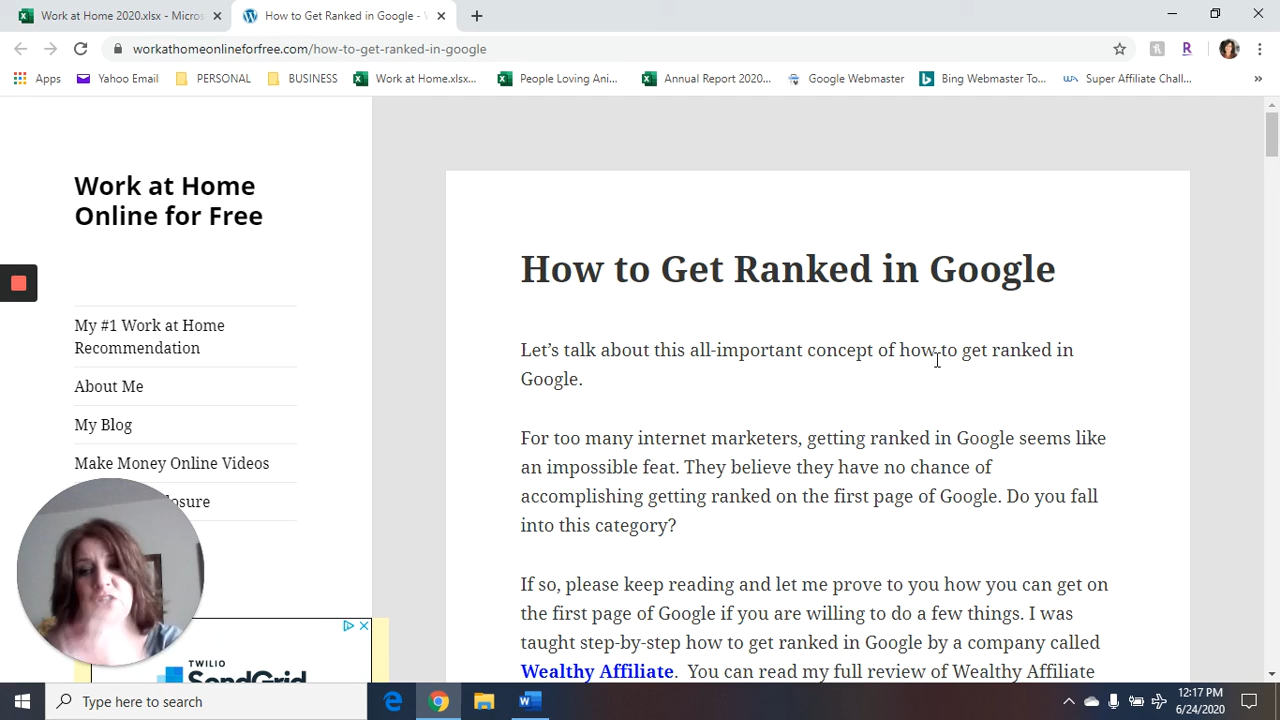 Work at Home 2020.xlsx - Micros
How to Get Ranked in Google -
workathomeonlineforfree.com/how-to-get-ranked-in-google
Apps
Yahoo Email
PERSONAL
BUSINESS
Work at Home.xlsx...
People Loving Ani...
Annual Report 2020...
Google Webmaster
Bing Webmaster To...
Super Affiliate Chall...
»
Work at Home
Online for Free
My #1 Work at Home
Recommendation
About Me
My Blog
Make Money Online Videos
losure
TWILIO
SendGrid
How to Get Ranked in Google
Let's talk about this all-important concept of how to get ranked in
Google.
For too many internet marketers, getting ranked in Google seems like
an impossible feat. They believe they have no chance of
accomplishing getting ranked on the first page of Google. Do you fall
into this category?
If so, please keep reading and let me prove to you how you can get on
the first page of Google if you are willing to do a few things. I was
taught step-by-step how to get ranked in Google by a company called
Wealthy Affiliate. You can read my full review of Wealthy Affiliate
Type here to search
12:17 PM
6/24/2020